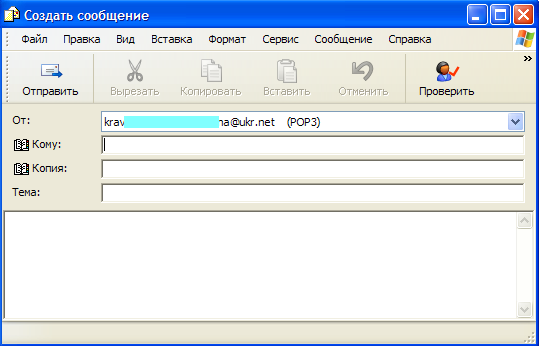 Создать сообщение
Файл Правка Вид Вставка Формат Сервис Сообщение Справка
Отправить Вырезать Копировать Вставить Отменить Проверить
От: krav na@ukr.net (POP3)
Кому:
Копия:
Тема: